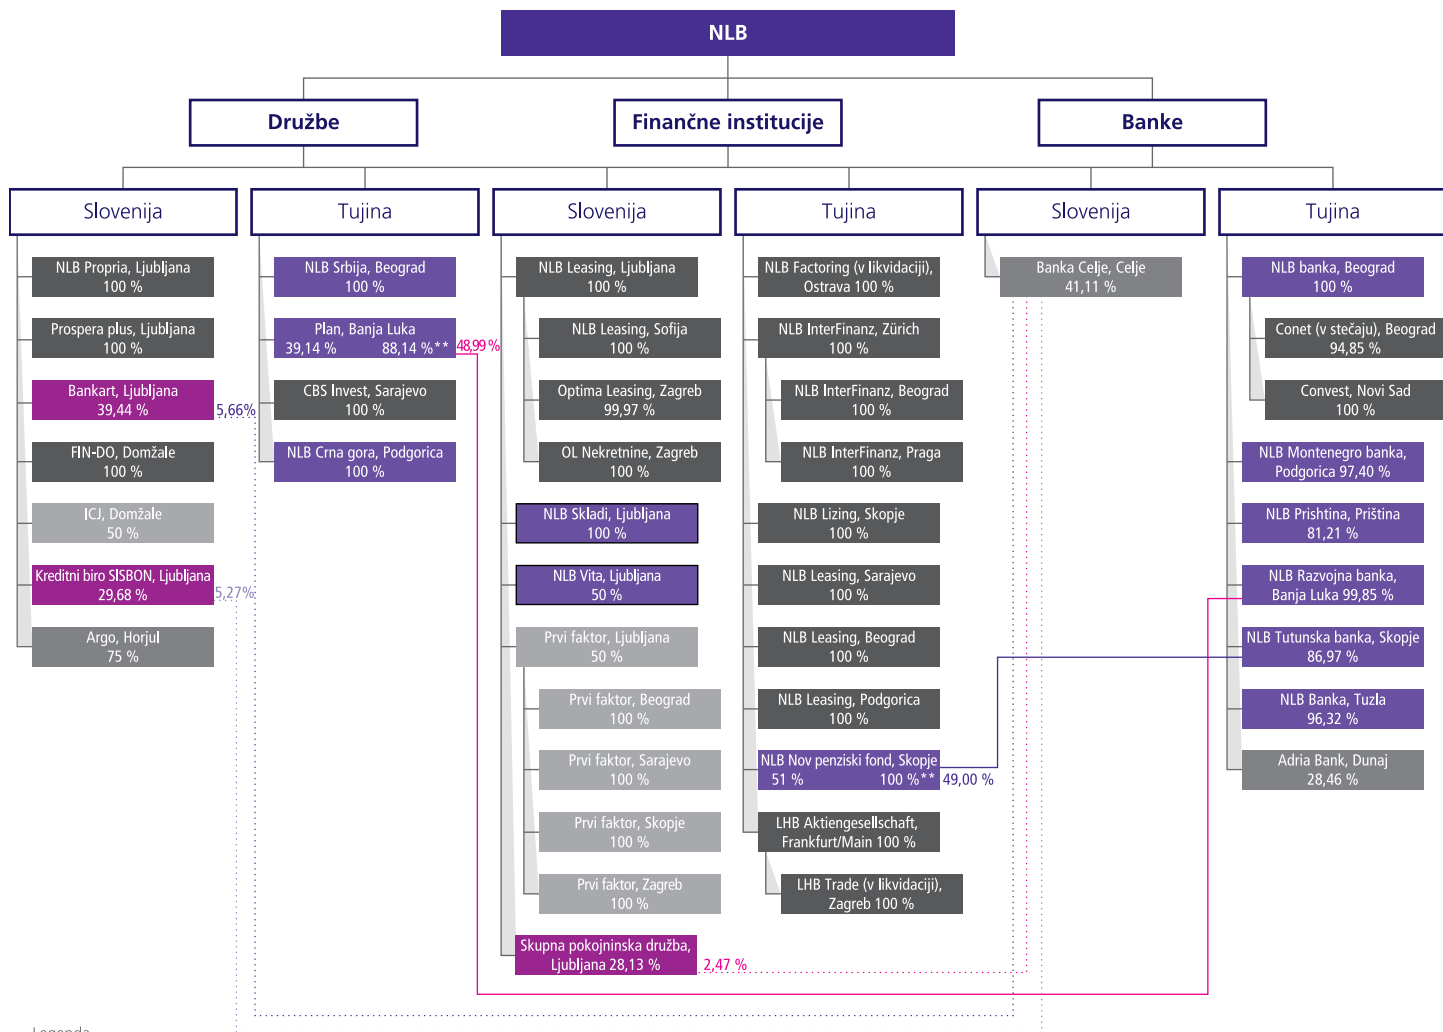 NLB
Družbe
Finančne institucije
Banke
Slovenija
Tujina
Slovenija
Tujina
Slovenija
Tujina
NLB Propria, Ljubljana
100 %
Prospera plus, Ljubljana
100 %
Bankart, Ljubljana
39,44 %
5,66%
FIN-DO, Domžale
100 %
ICJ, Domžale
50 %
Kreditni biro SISBON, Ljubljana
29,68 %
5,27%
Argo, Horjul
75 %
NLB Srbija, Beograd
100 %
Plan, Banja Luka
39,14 % 88,14 %**
48,99 %
CBS Invest, Sarajevo
100 %
NLB Crna gora, Podgorica
100 %
NLB Leasing, Ljubljana
100 %
NLB Leasing, Sofija
100 %
Optima Leasing, Zagreb
99,97 %
OL Nekretnine, Zagreb
100 %
NLB Skladi, Ljubljana
100 %
NLB Vita, Ljubljana
50 %
Prvi faktor, Ljubljana
50 %
Prvi faktor, Beograd
100 %
Prvi faktor, Sarajevo
100 %
Prvi faktor, Skopje
100 %
Prvi faktor, Zagreb
100 %
Skupna pokojninska družba,
Ljubljana 28,13 %
2,47 %
NLB Factoring (v likvidaciji),
Ostrava 100 %
NLB InterFinanz, Zürich
100 %
NLB InterFinanz, Beograd
100 %
NLB InterFinanz, Praga
100 %
NLB Lizing, Skopje
100 %
NLB Leasing, Sarajevo
100 %
NLB Leasing, Beograd
100 %
NLB Leasing, Podgorica
100 %
NLB Nov penziski fond, Skopje
51 % 100 %**
49,00 %
LHB Aktiengesellschaft,
Frankfurt/Main 100 %
LHB Trade (v likvidaciji),
Zagreb 100 %
Banka Celje, Celje
41,11 %
NLB banka, Beograd
100 %
Conet (v stečaju), Beograd
94,85 %
Convest, Novi Sad
100 %
NLB Montenegro banka,
Podgorica 97,40 %
NLB Prishtina, Priština
81,21 %
NLB Razvojna banka,
Banja Luka 99,85 %
NLB Tutunska banka, Skopje
86,97 %
NLB Banka, Tuzla
96,32 %
Adria Bank, Dunaj
28,46 %
Legenda